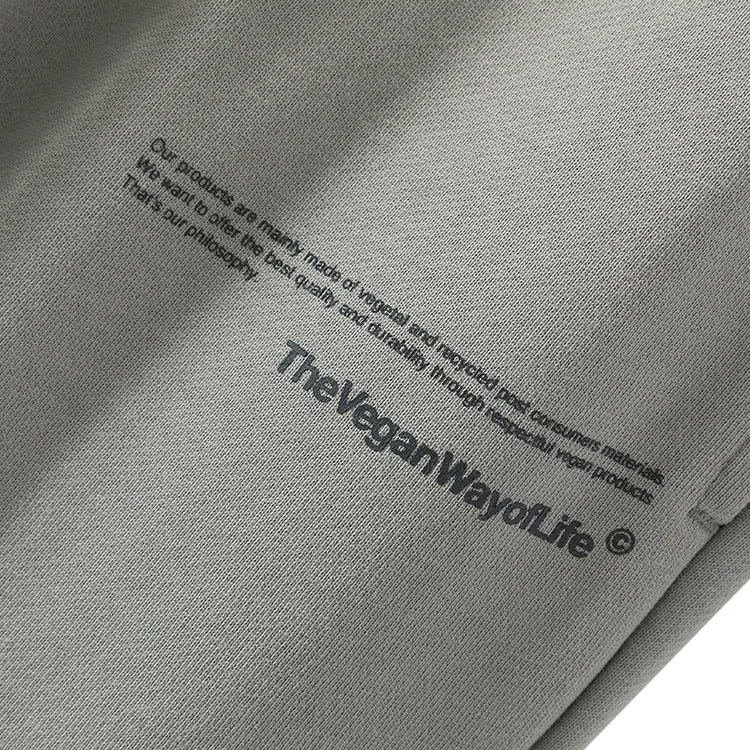 Our products are mainly made of vegetal and recycled post consumers materials.
We want to offer the best quality and durability through respectful vegan products.
That's our philosophy.
TheVeganWayofLife ©